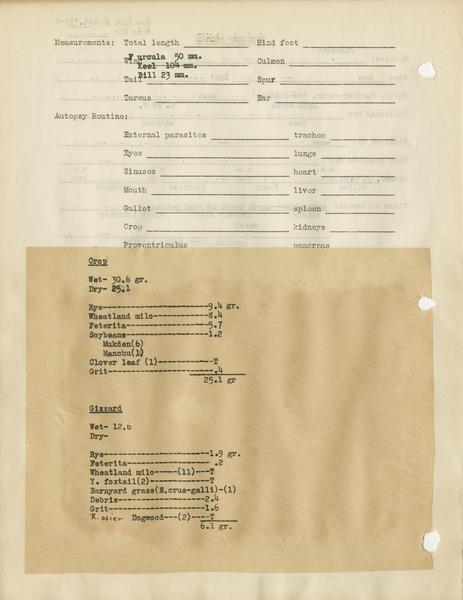 Measurements: Total length Hind foot
Furcula 50 mm.
Wing Culmen
Keel 104 mm.
Bill 23 mm.
Tail Spur
Tarsus Ear
Autopsy Routine:
External parasites trachea
Eyes lungs
Sinuses heart
Mouth liver
Gullet spleen
Crop kidneys
Proventriculus pancreas
Crop
Wet- 30.6 gr.
Dry- 25.1
Rye---------------------9.4 gr.
Wheatland milo----------8.4
Feterita----------------5.7
Soybeans----------------1.2
Mukden(6)
Manchu(1)
Clover leaf (1)-----------T
Grit---------------------.4
25.1 gr
Gizzard
Wet- 12.6
Dry-
Rye---------------------1.9 gr.
Feterita----------------- .2
Wheatland milo----(11)---T
Y. foxtail(2)------------T
Barnyard grass(E.crus-galli)-(1)
Debris------------------2.4
Grit--------------------1.6
R. osier Dogwood---(2)----T
6.1 gr.